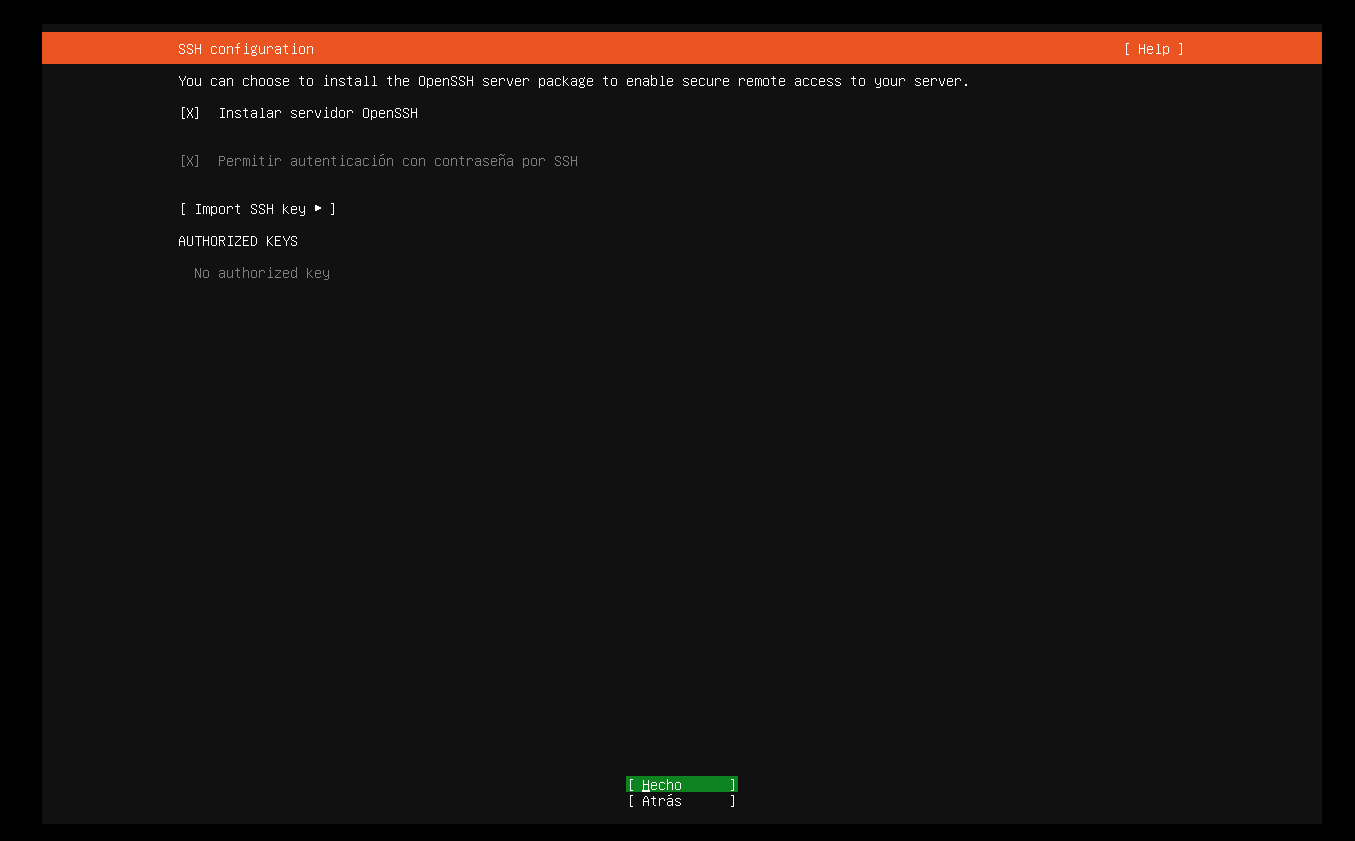 SSH configuration [ Help ]
You can choose to install the OpenSSH server package to enable secure remote access to your server.
[X] Instalar servidor OpenSSH
[X] Permitir autenticación con contraseña por SSH
[ Import SSH key ▸ ]
AUTHORIZED KEYS
No authorized key
[ Hecho ]
[ Atrás ]